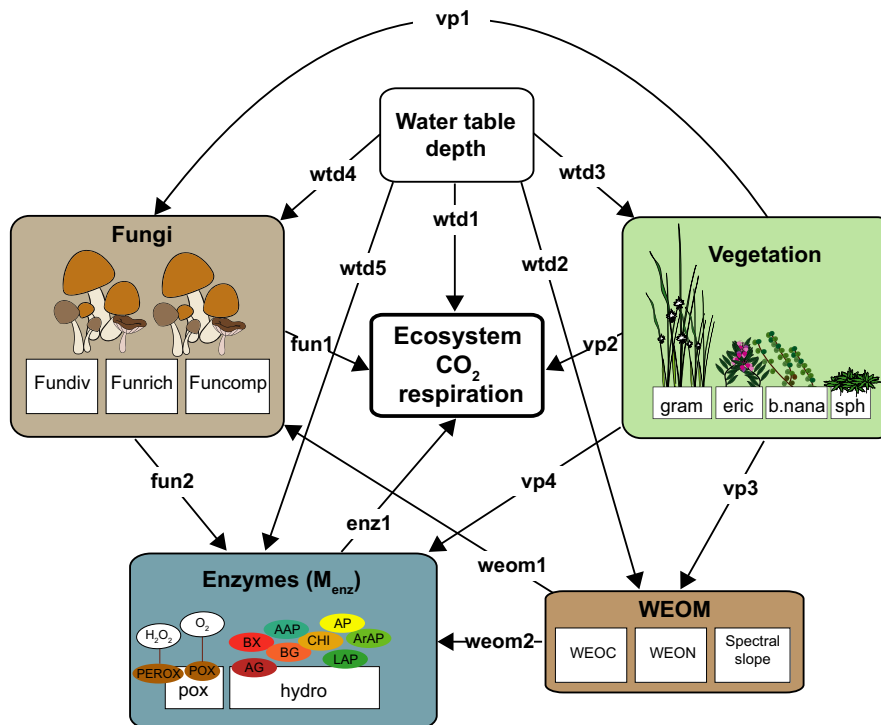 vp1
Water table
depth
wtd4
wtd3
wtd1
Fungi
Vegetation
wtd5
wtd2
fun1
Ecosystem
CO₂
respiration
vp2
Fundiv
Funrich
Funcomp
gram
eric
b.nana
sph
fun2
vp4
vp3
enz1
weom1
Enzymes (Mₑₙz)
WEOM
H₂O₂
O₂
AP
AAP
BX
CHI
ArAP
BG
LAP
AG
PEROX
POX
pox
hydro
weom2
WEOC
WEON
Spectral
slope